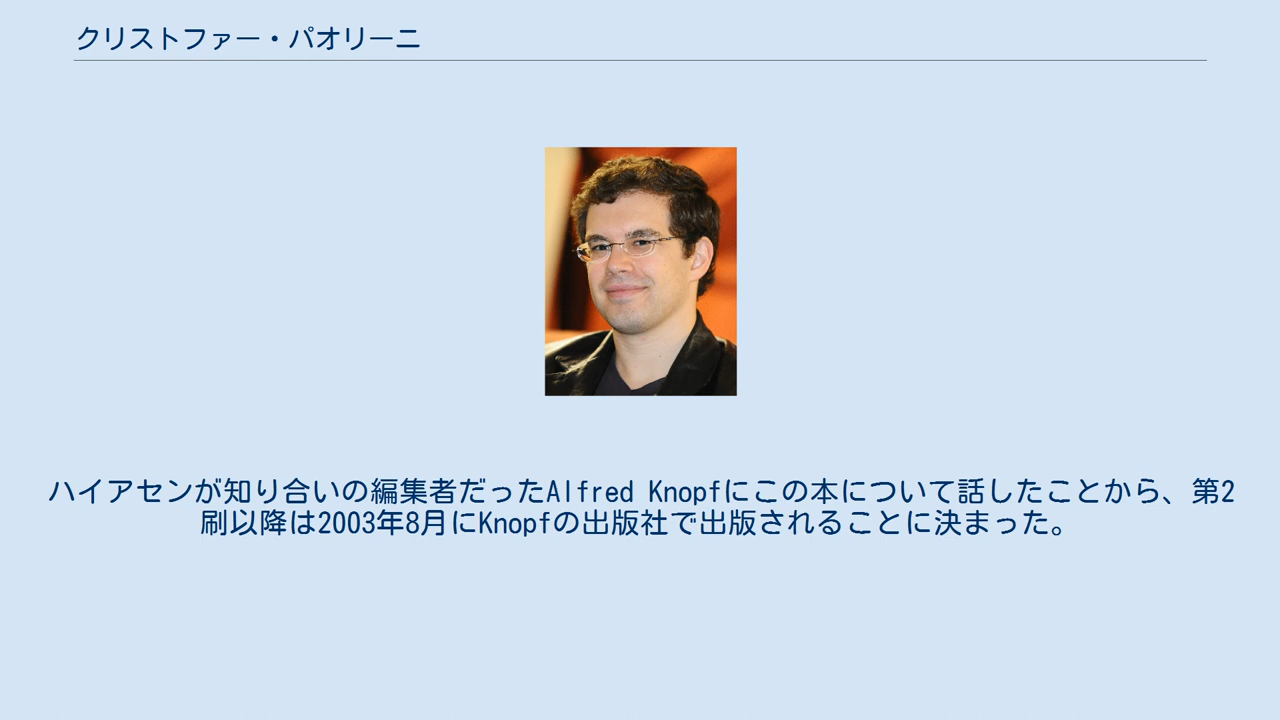 クリストファー・パオリーニ
ハイアセンが知り合いの編集者だったAlfred Knopfにこの本について話したことから、第2
刷以降は2003年8月にKnopfの出版社で出版されることに決まった。